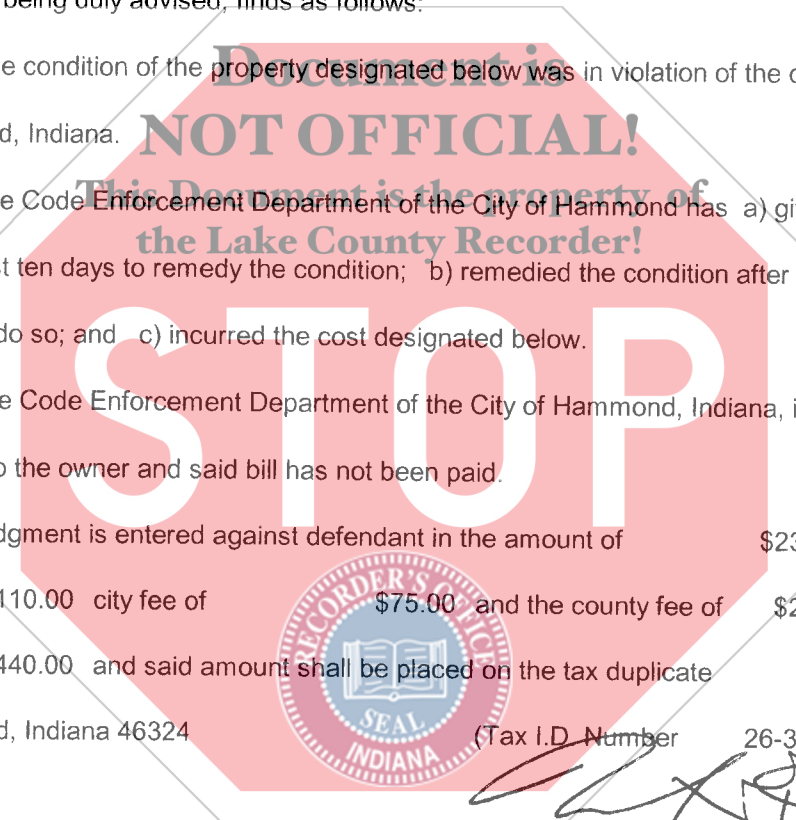 being duly advised, finds as follows:
Document is
e condition of the property designated below was in violation of the
NOT OFFICIAL!
d, Indiana.
This Document is the property of
e Code Enforcement Department of the City of Hammond has a) gi
the Lake County Recorder!
t ten days to remedy the condition; b) remedied the condition after
do so; and c) incurred the cost designated below.
STOP
e Code Enforcement Department of the City of Hammond, Indiana, i
o the owner and said bill has not been paid.
dgment is entered against defendant in the amount of $23
110.00 city fee of $75.00 and the county fee of $2
440.00 and said amount shall be placed on the tax duplicate
RECORDER'S OFFICE
SEAL
INDIANA
d, Indiana 46324 (Tax I.D. Number 26-3